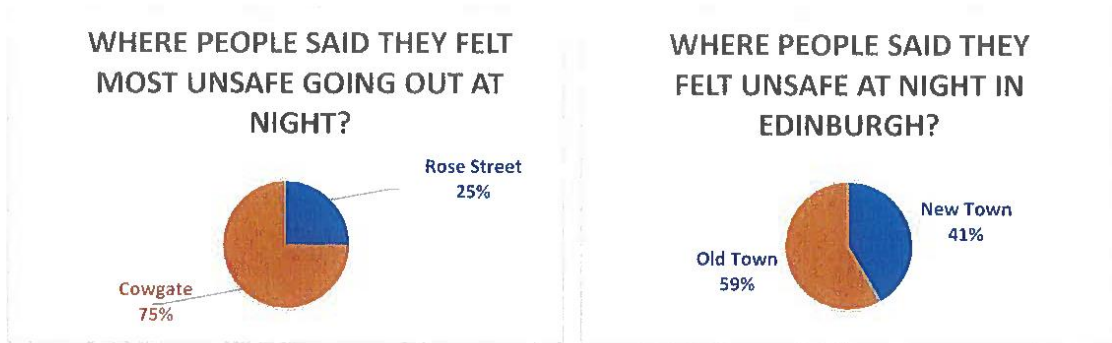 WHERE PEOPLE SAID THEY FELT
MOST UNSAFE GOING OUT AT
NIGHT?
Rose Street
25%
Cowgate
75%
WHERE PEOPLE SAID THEY
FELT UNSAFE AT NIGHT IN
EDINBURGH?
New Town
41%
Old Town
59%